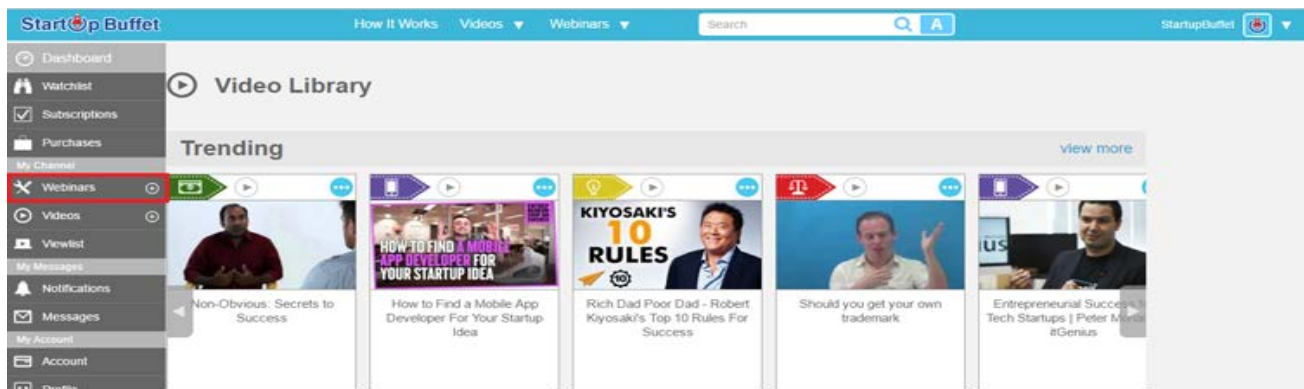 StartUp Buffet
How It Works Videos Webinars Search A StartupBuffet
Dashboard
Watchlist
Subscriptions
Purchases
My Channel
Webinars
Videos
Viewlist
My Messages
Notifications
Messages
My Account
Account
Profile
Video Library
Trending view more
HOW TO FIND A MOBILE
APP DEVELOPER FOR
YOUR STARTUP IDEA
KIYOSAKI'S
10
RULES
10
us
Non-Obvious: Secrets to
Success
How to Find a Mobile App
Developer For Your Startup
Idea
Rich Dad Poor Dad - Robert
Kiyosaki's Top 10 Rules For
Success
Should you get your own
trademark
Entrepreneurial Success
Tech Startups | Peter
#Genius